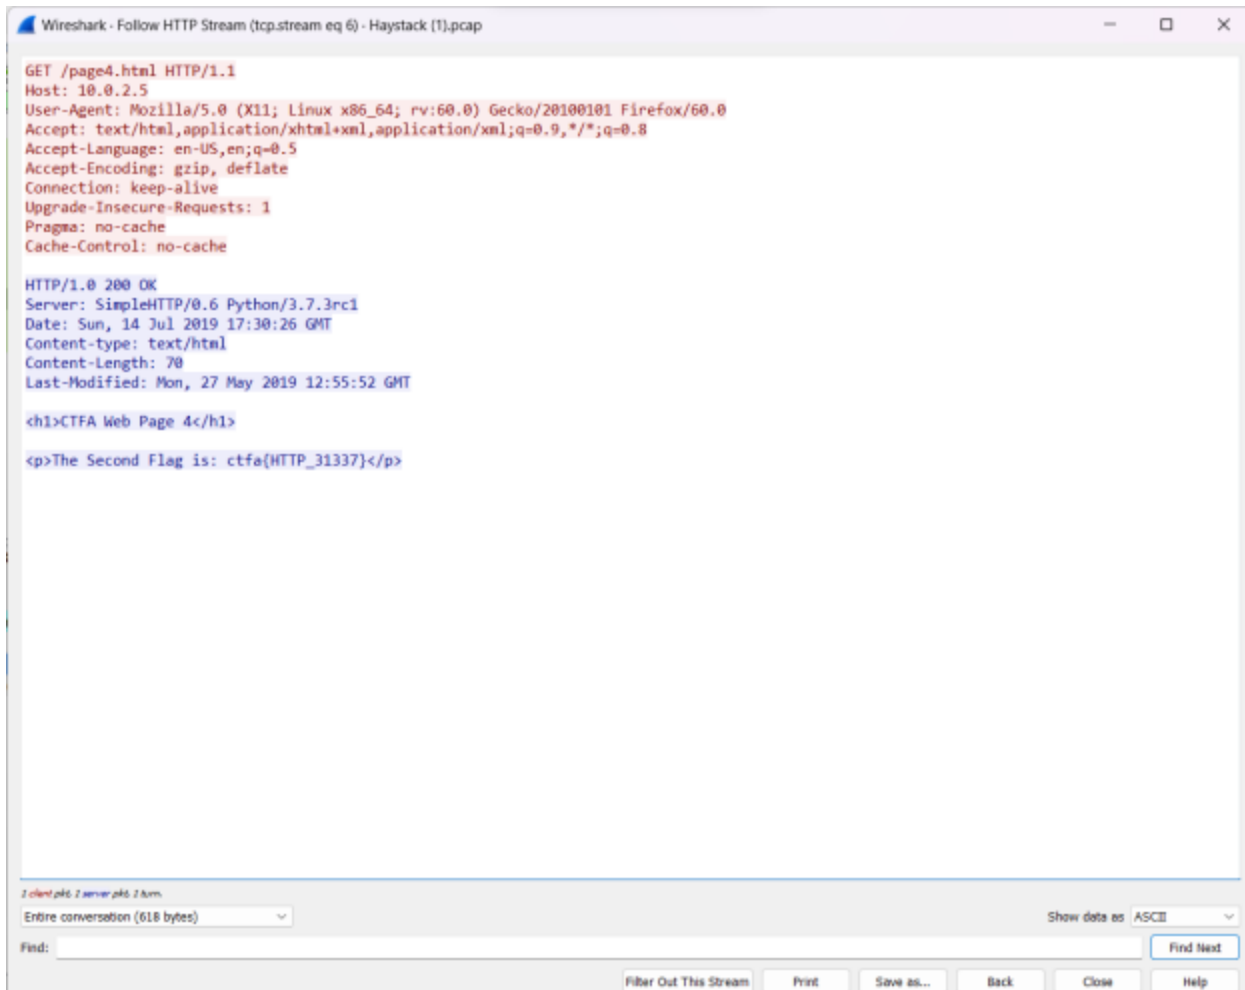 Wireshark - Follow HTTP Stream (tcp.stream eq 6) - Haystack (1).pcap
GET /page4.html HTTP/1.1
Host: 10.0.2.5
User-Agent: Mozilla/5.0 (X11; Linux x86_64; rv:60.0) Gecko/20100101 Firefox/60.0
Accept: text/html,application/xhtml+xml,application/xml;q=0.9,*/*;q=0.8
Accept-Language: en-US,en;q=0.5
Accept-Encoding: gzip, deflate
Connection: keep-alive
Upgrade-Insecure-Requests: 1
Pragma: no-cache
Cache-Control: no-cache
HTTP/1.0 200 OK
Server: SimpleHTTP/0.6 Python/3.7.3rc1
Date: Sun, 14 Jul 2019 17:30:26 GMT
Content-type: text/html
Content-Length: 70
Last-Modified: Mon, 27 May 2019 12:55:52 GMT
<h1>CTFA Web Page 4</h1>
<p>The Second Flag is: ctfa{HTTP_31337}</p>
client pkt, server pkt, turn.
Entire conversation (618 bytes) Show data as ASCII
Find: Find Next
Filter Out This Stream Print Save as... Back Close Help